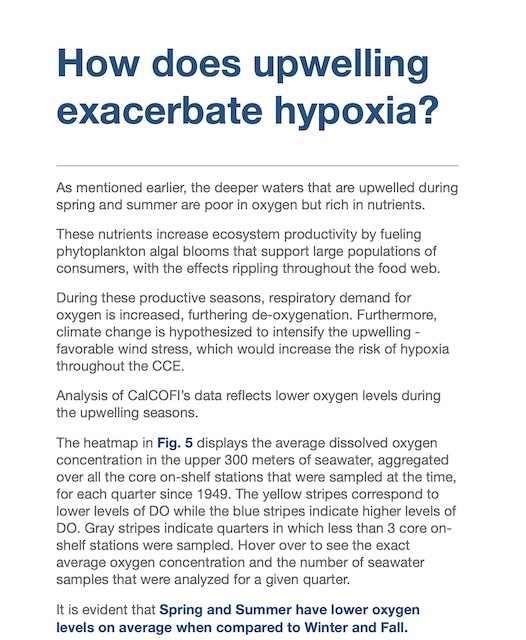 How does upwelling
exacerbate hypoxia?
As mentioned earlier, the deeper waters that are upwelled during
spring and summer are poor in oxygen but rich in nutrients.
These nutrients increase ecosystem productivity by fueling
phytoplankton algal blooms that support large populations of
consumers, with the effects rippling throughout the food web.
During these productive seasons, respiratory demand for
oxygen is increased, furthering de-oxygenation. Furthermore,
climate change is hypothesized to intensify the upwelling -
favorable wind stress, which would increase the risk of hypoxia
throughout the CCE.
Analysis of CalCOFI's data reflects lower oxygen levels during
the upwelling seasons.
The heatmap in Fig. 5 displays the average dissolved oxygen
concentration in the upper 300 meters of seawater, aggregated
over all the core on-shelf stations that were sampled at the time,
for each quarter since 1949. The yellow stripes correspond to
lower levels of DO while the blue stripes indicate higher levels of
DO. Gray stripes indicate quarters in which less than 3 core on-
shelf stations were sampled. Hover over to see the exact
average oxygen concentration and the number of seawater
samples that were analyzed for a given quarter.
It is evident that Spring and Summer have lower oxygen
levels on average when compared to Winter and Fall.